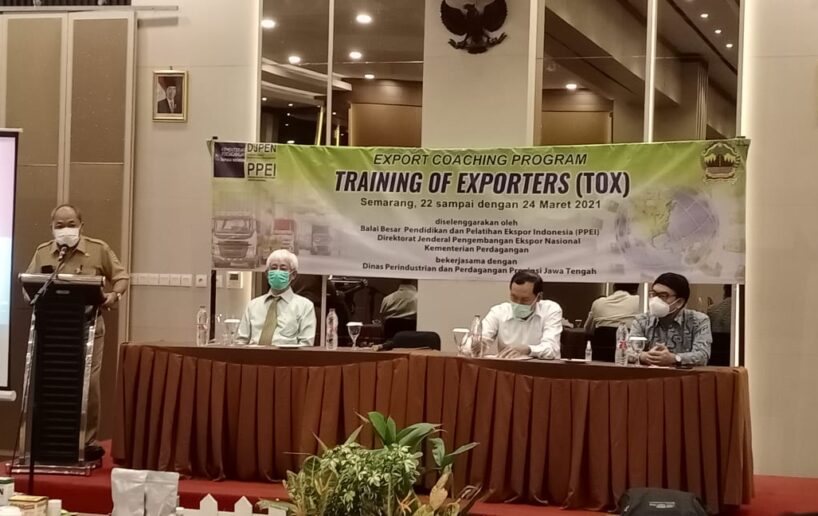 KEMENTERIAN
PERDAGANGAN
DJPEN
PPEI
EXPORT COACHING PROGRAM
TRAINING OF EXPORTERS (TOX)
Semarang, 22 sampai dengan 24 Maret 2021
diselenggarakan oleh
Balai Besar Pendidikan dan Pelatihan Ekspor Indonesia (PPEI)
Direktorat Jenderal Pengembangan Ekspor Nasional
Kementerian Perdagangan
bekerjasama dengan
Dinas Perindustrian dan Perdagangan Provinsi Jawa Tengah